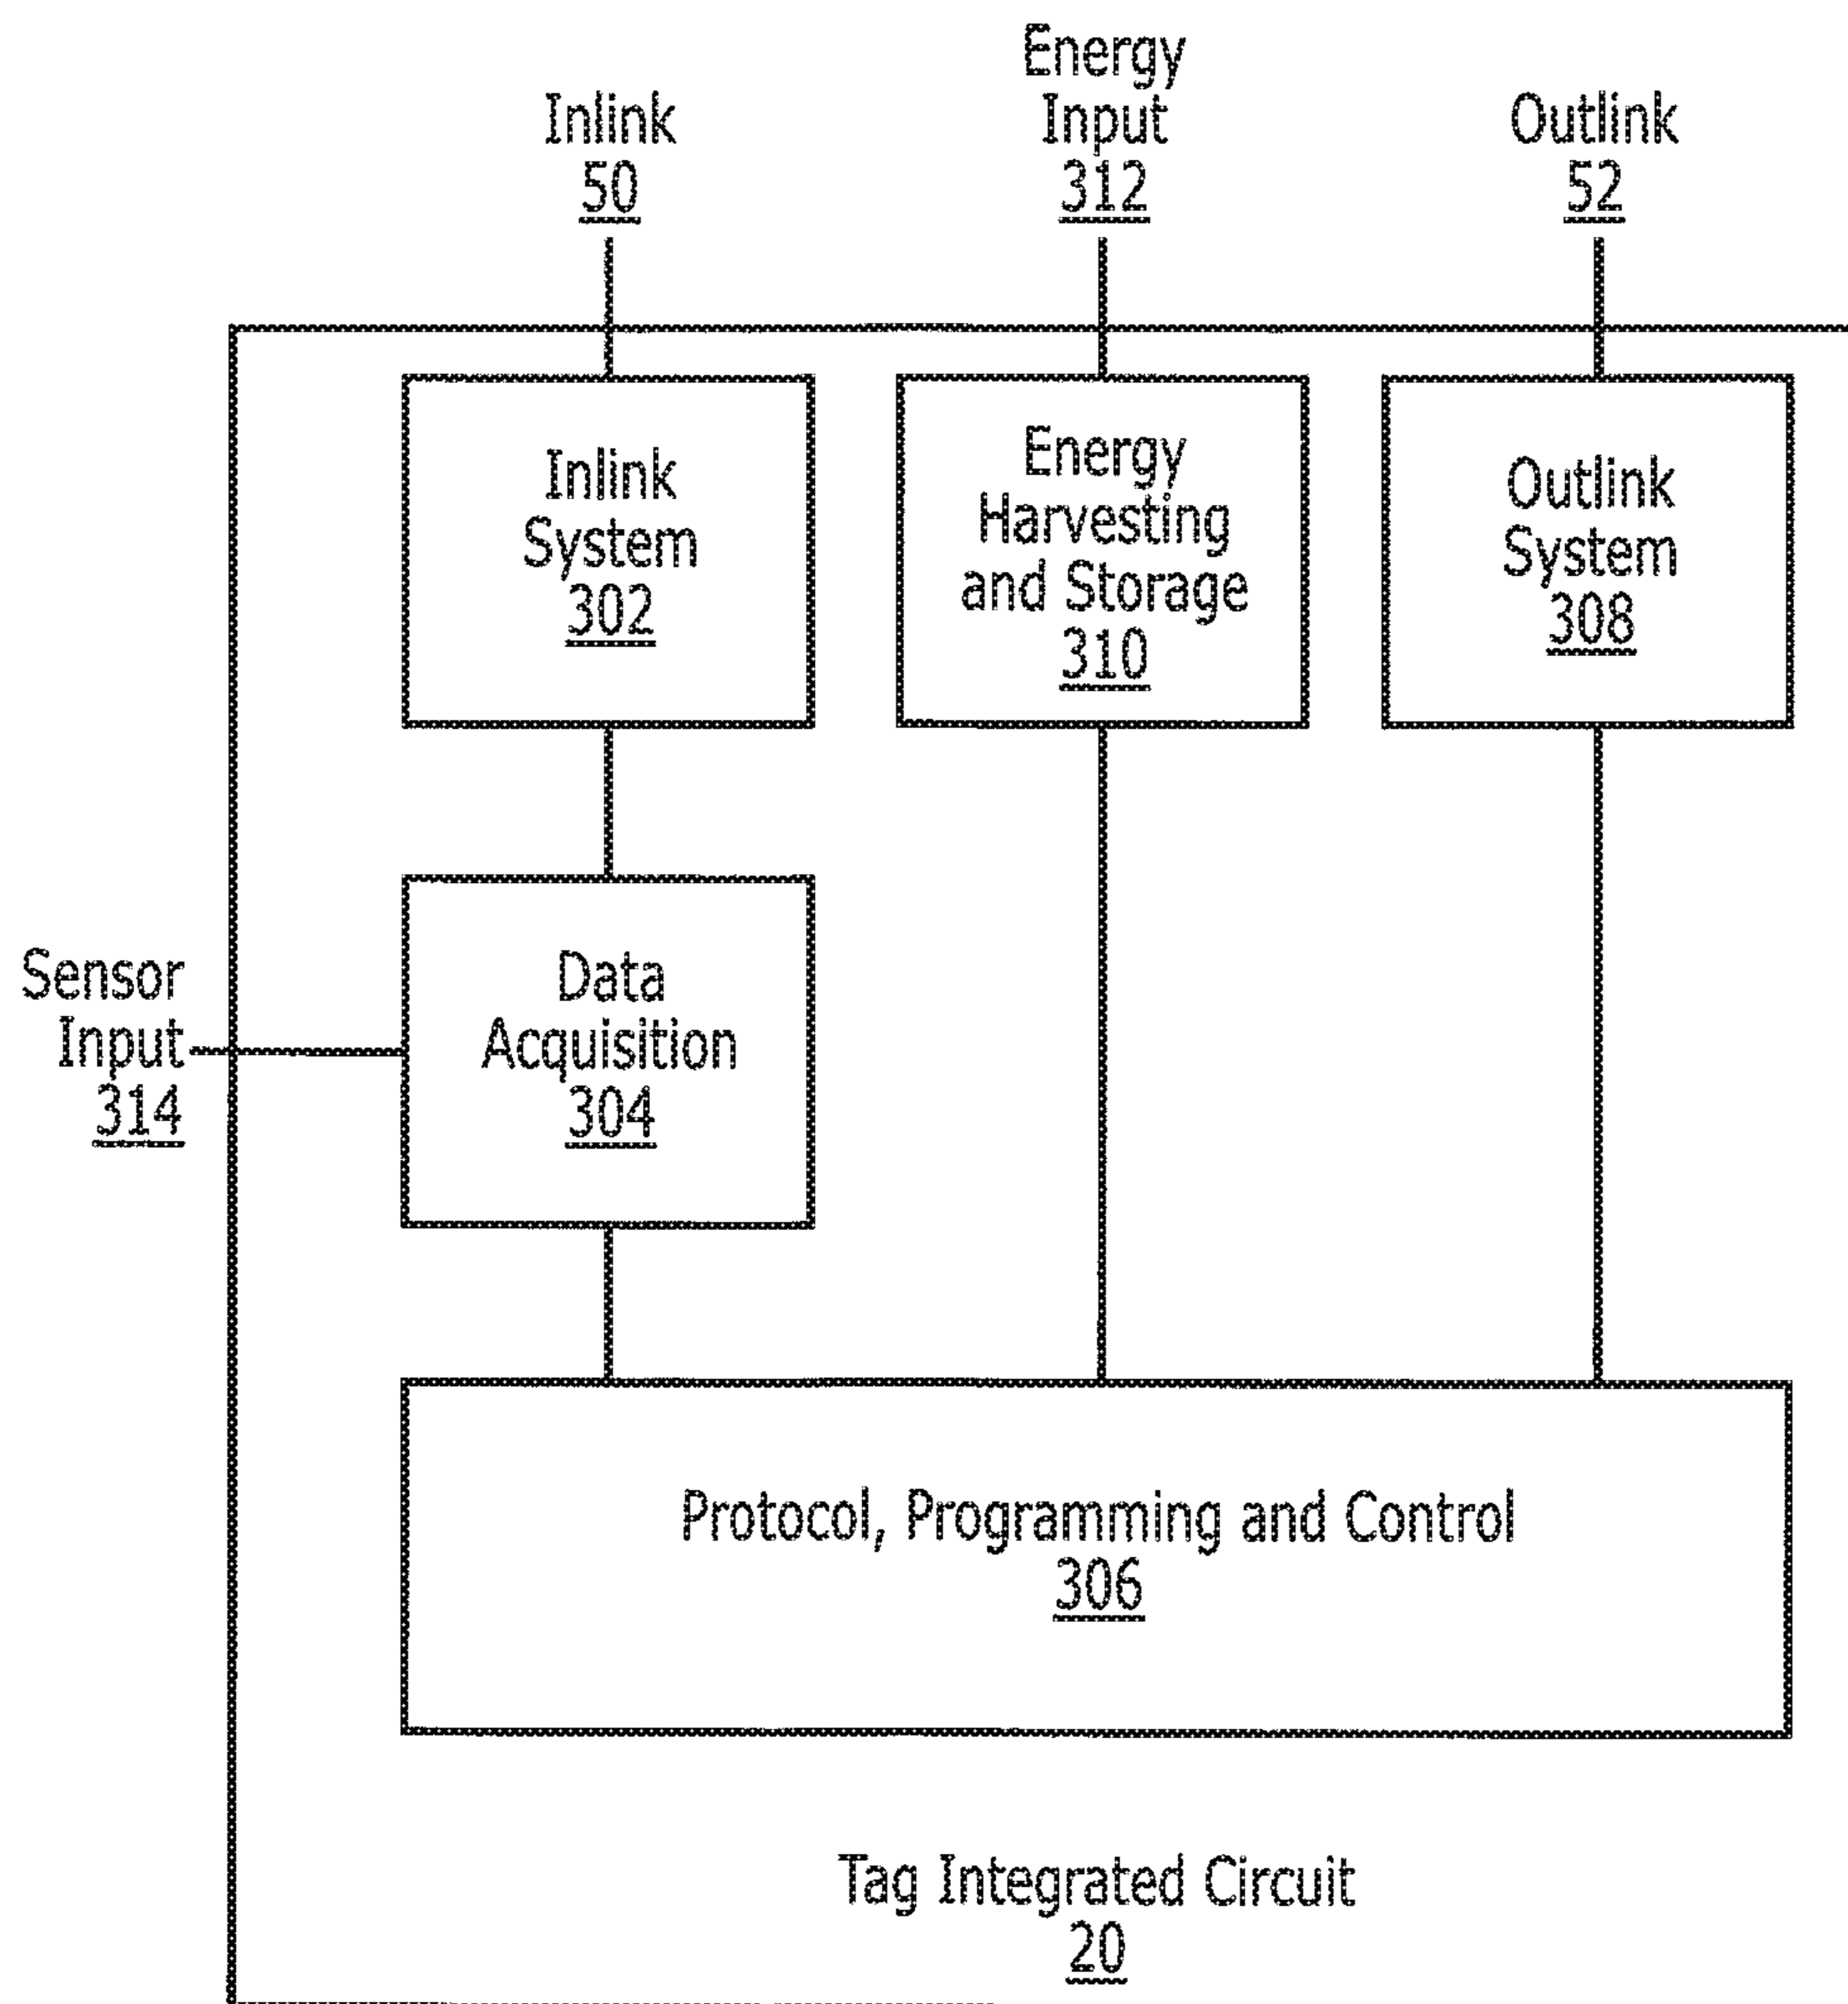 Inlink
50
Energy
Input
312
Outlink
52
Inlink
System
302
Energy
Harvesting
and Storage
310
Outlink
System
308
Sensor
Input
314
Data
Acquisition
304
Protocol, Programming and Control
306
Tag Integrated Circuit
20